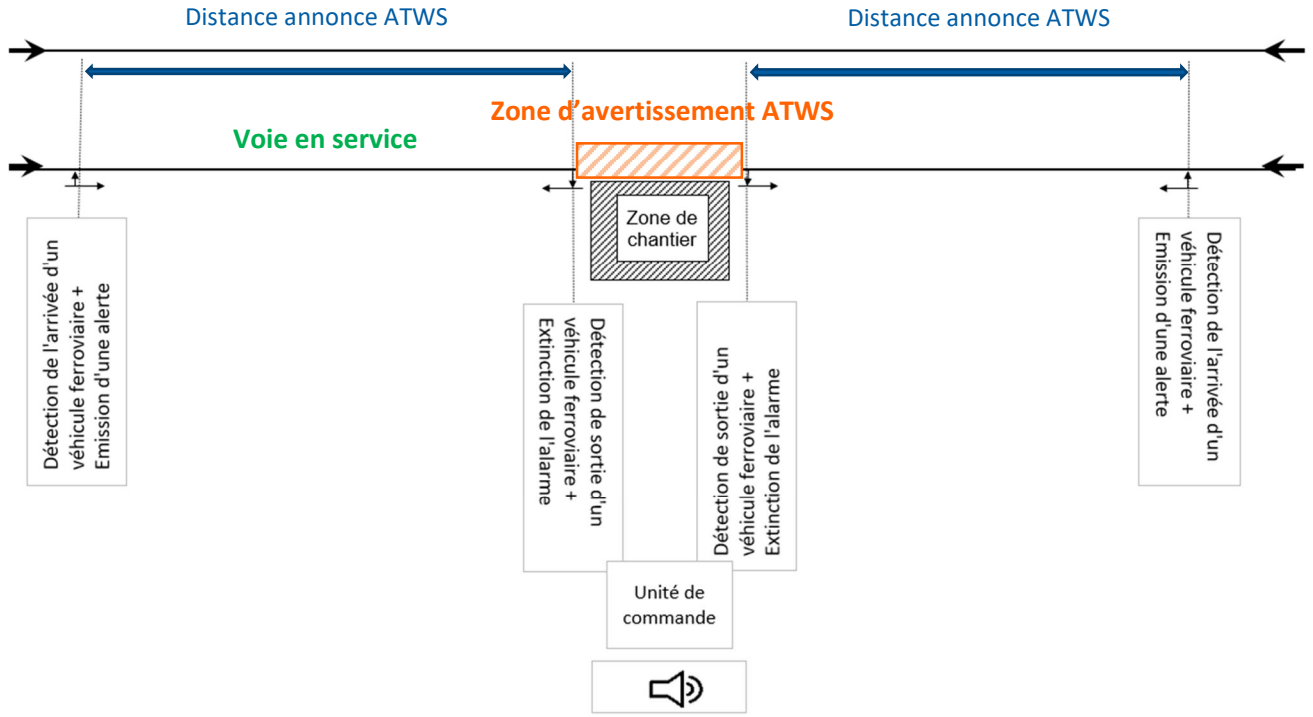 Distance annonce ATWS
Distance annonce ATWS
Zone d'avertissement ATWS
Voie en service
Zone de
chantier
Détection de l'arrivée d'un
véhicule ferroviaire +
Emission d'une alerte
Détection de sortie d'un
véhicule ferroviaire +
Extinction de l'alarme
Détection de sortie d'un
véhicule ferroviaire +
Extinction de l'alarme
Détection de l'arrivée d'un
véhicule ferroviaire +
Emission d'une alerte
Unité de
commande